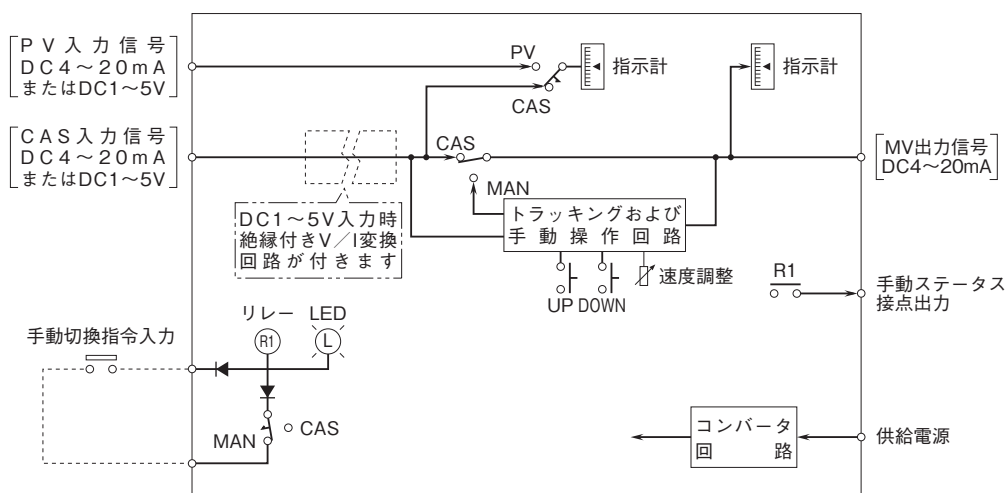 PV入力信号
DC4～20mA
またはDC1～5V
PV
CAS
指示計
指示計
CAS入力信号
DC4～20mA
またはDC1～5V
CAS
MAN
MV出力信号
DC4～20mA
DC1～5V入力時
絶縁付きV／I変換
回路が付きます
トラッキングおよび
手動操作回路
UP
DOWN
速度調整
R1
手動ステータス
接点出力
手動切換指令入力
リレー
LED
R1
L
MAN
CAS
コンバータ
回路
供給電源